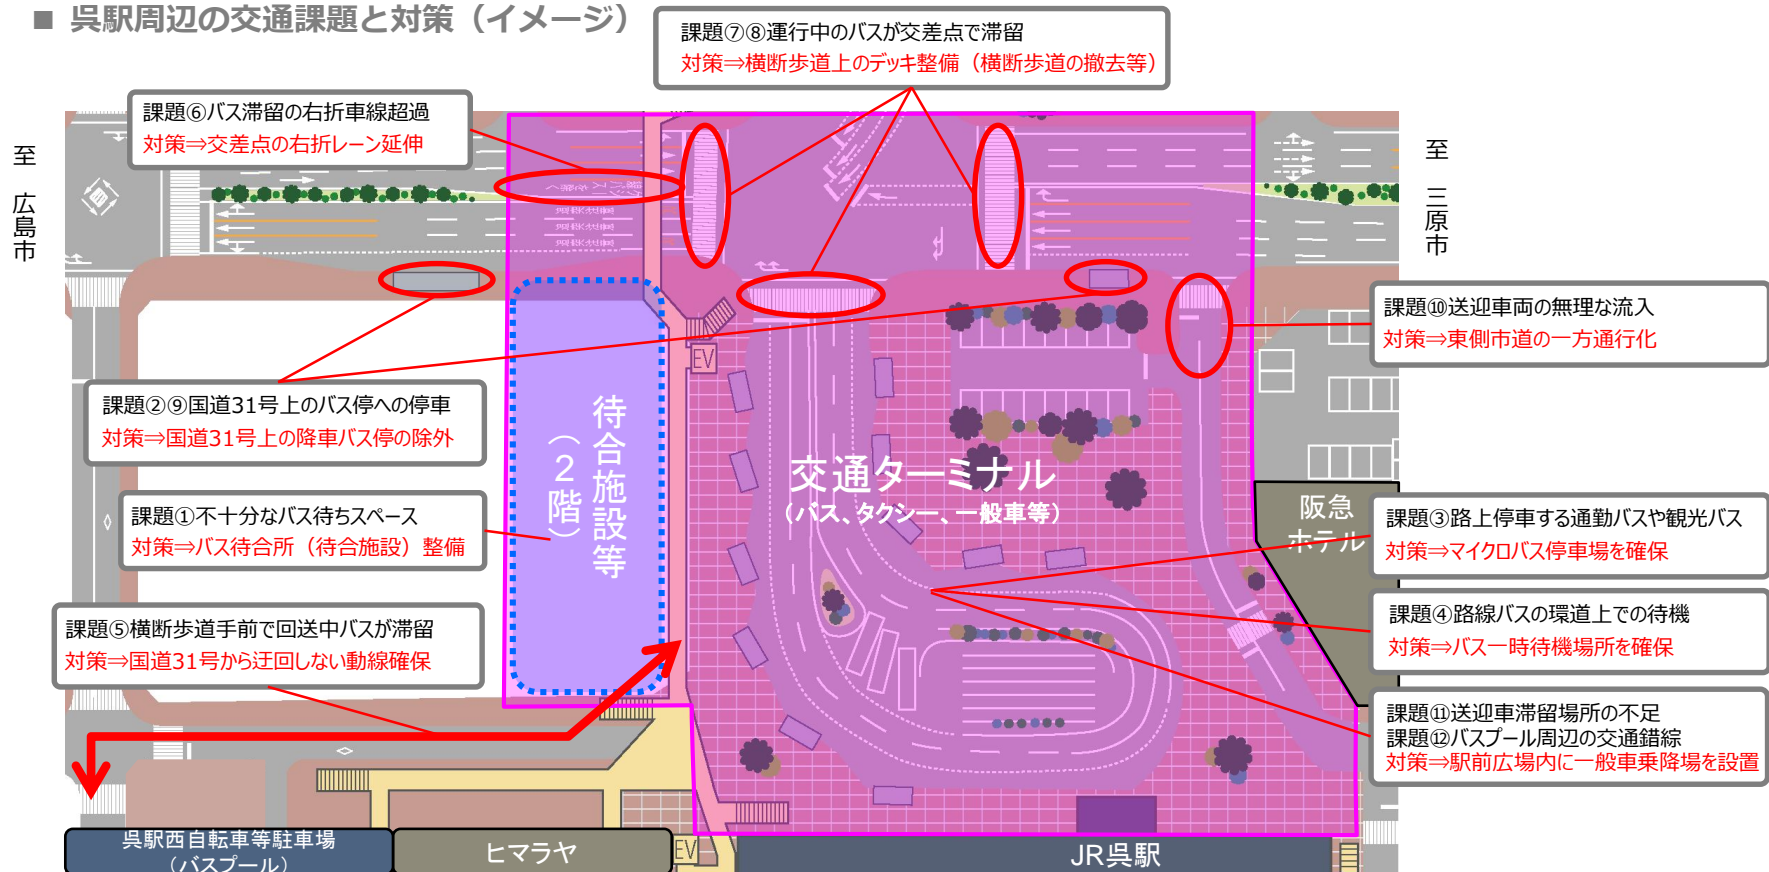 ■ 呉駅周辺の交通課題と対策（イメージ）
課題⑦⑧運行中のバスが交差点で滞留
対策⇒横断歩道上のデッキ整備（横断歩道の撤去等）
課題⑥バス滞留の右折車線超過
対策⇒交差点の右折レーン延伸
至 広島市
至 三原市
課題⑩送迎車両の無理な流入
対策⇒東側市道の一方通行化
EV
課題②⑨国道31号上のバス停への停車
対策⇒国道31号上の降車バス停の除外
待合施設等
（2階）
交通ターミナル
（バス、タクシー、一般車等）
阪急
ホテル
課題①不十分なバス待ちスペース
対策⇒バス待合所（待合施設）整備
課題③路上停車する通勤バスや観光バス
対策⇒マイクロバス停車場を確保
課題④路線バスの環道上での待機
対策⇒バス一時待機場所を確保
課題⑤横断歩道手前で回送中バスが滞留
対策⇒国道31号から迂回しない動線確保
課題⑪送迎車滞留場所の不足
課題⑫バスプール周辺の交通錯綜
対策⇒駅前広場内に一般車乗降場を設置
呉駅西自転車等駐車場
（バスプール）
ヒマラヤ
EV
JR呉駅